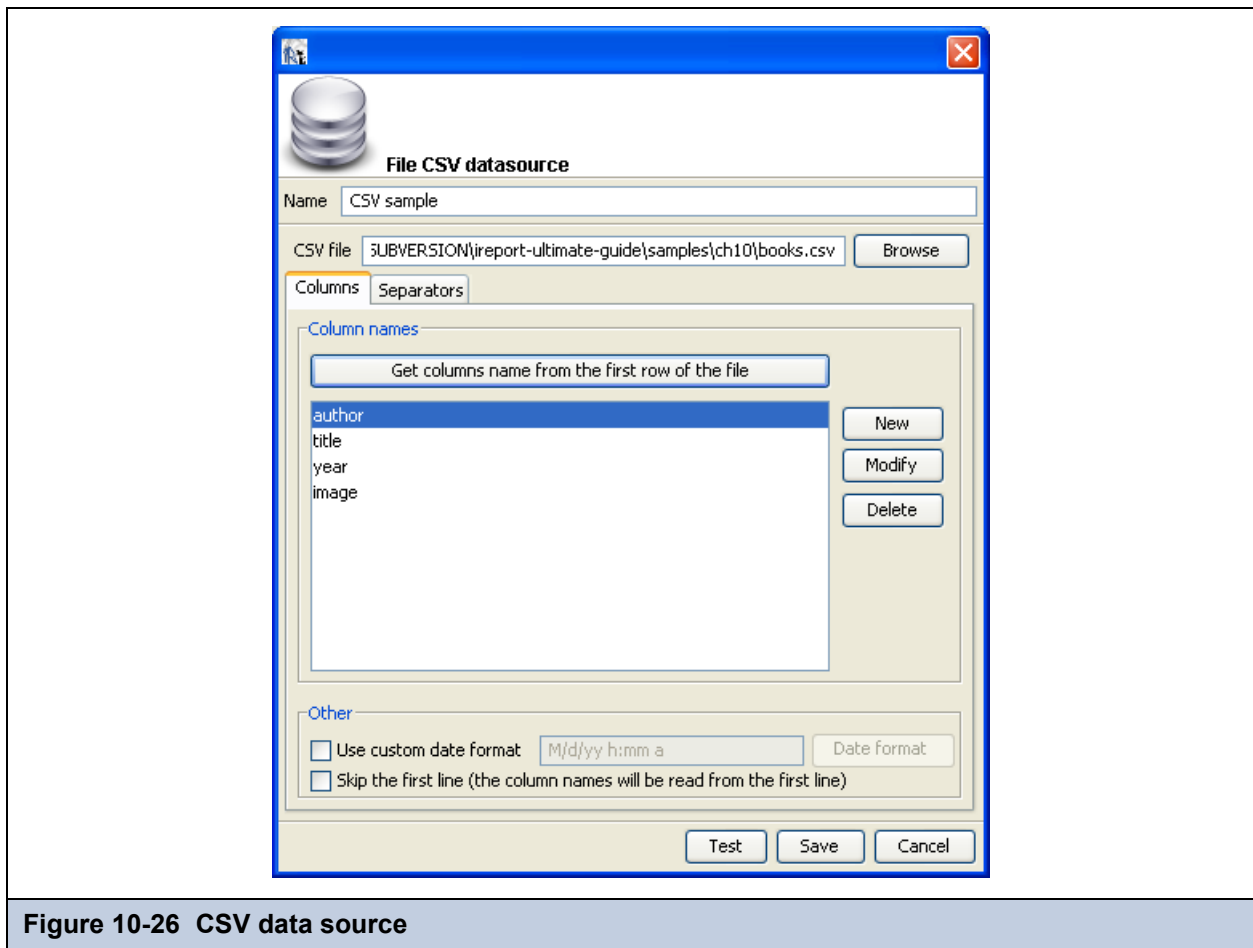 File CSV datasource
Name CSV sample
CSV file SUBVERSION\ireport-ultimate-guide\samples\ch10\books.csv Browse
Columns Separators
Column names
Get columns name from the first row of the file
author
title
year
image
New
Modify
Delete
Other
Use custom date format M/d/yy h:mm a Date format
Skip the first line (the column names will be read from the first line)
Test Save Cancel
Figure 10-26 CSV data source